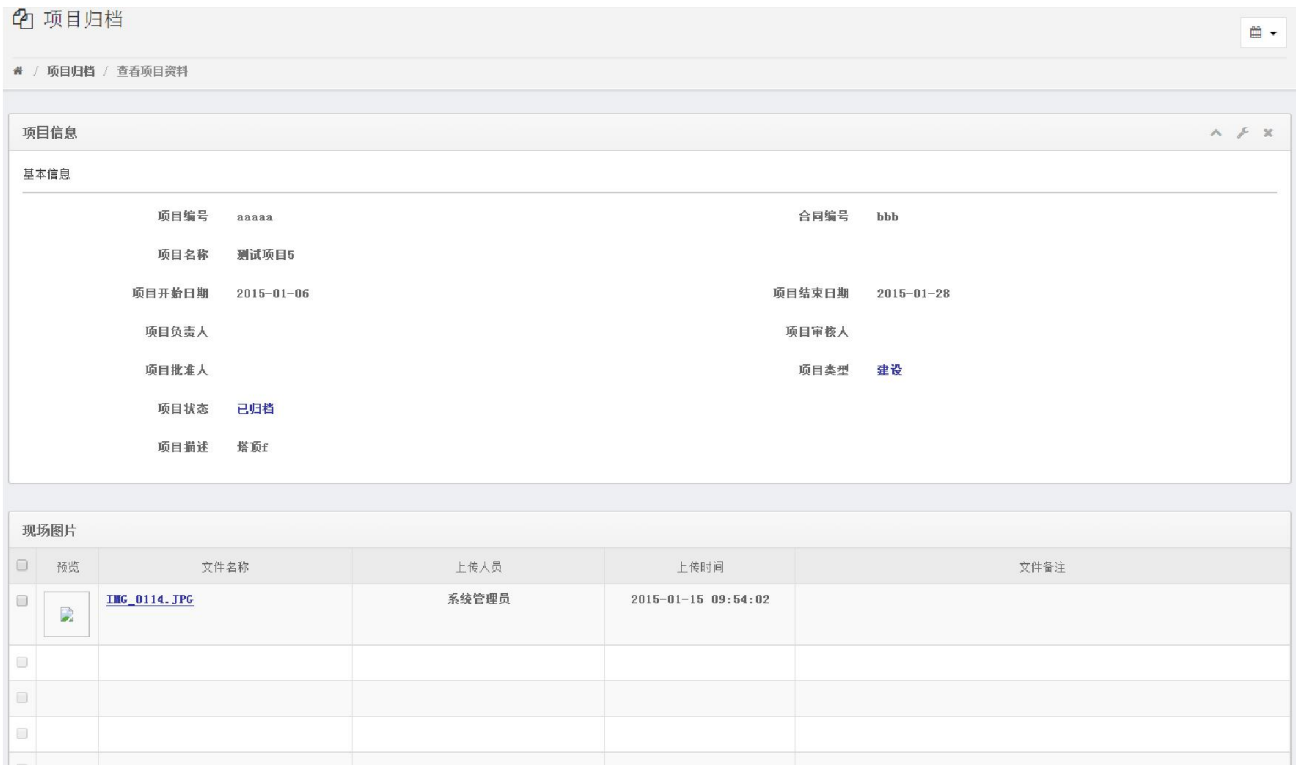 项目归档
/ 项目归档 / 查看项目资料
项目信息
基本信息
项目编号 aaaaa 合同编号 bbb
项目名称 测试项目5
项目开始日期 2015-01-06 项目结束日期 2015-01-28
项目负责人 项目审核人
项目批准人 项目类型 建设
项目状态 已归档
项目描述 塔顶f
现场图片
预览 文件名称 上传人员 上传时间 文件备注
IMG_0114.JPG 系统管理员 2015-01-15 09:54:02